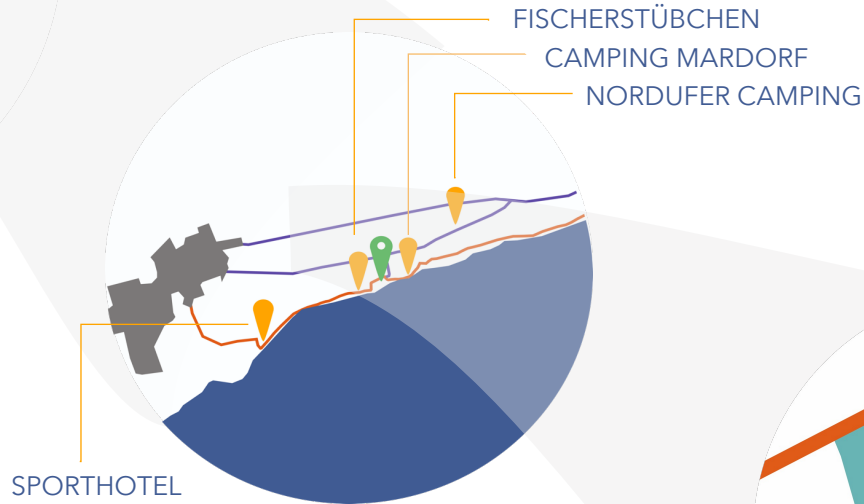 FISCHERSTÜBCHEN
CAMPING MARDORF
NORDUFER CAMPING
SPORTHOTEL